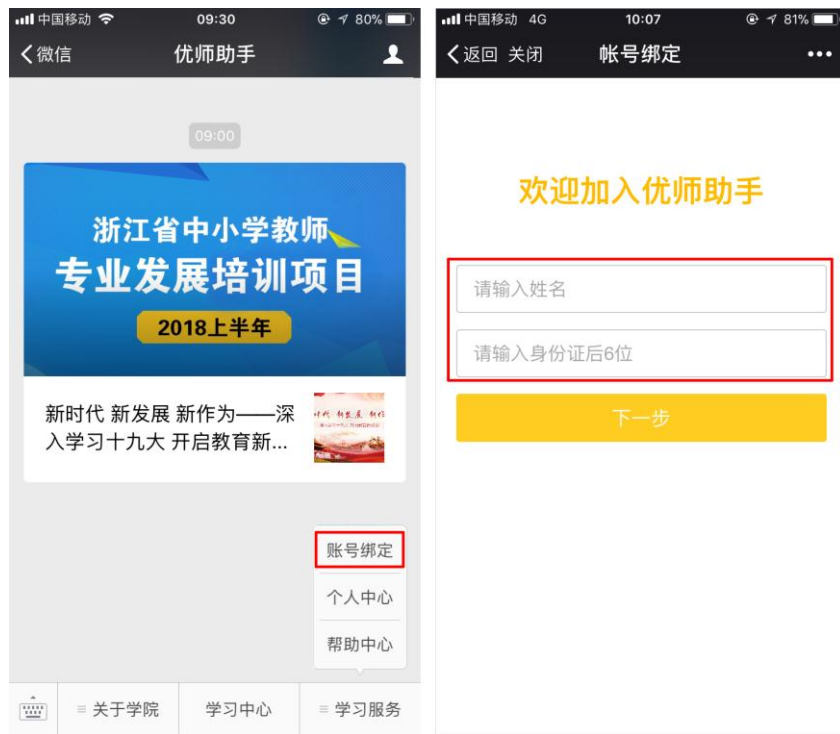 中国移动 09:30 80%
微信 优师助手
09:00
浙江省中小学教师
专业发展培训项目
2018上半年
新时代 新发展 新作为——深
入学习十九大 开启教育新...
账号绑定
个人中心
帮助中心
关于学院 学习中心 学习服务
中国移动 4G 10:07 81%
返回 关闭 帐号绑定
欢迎加入优师助手
请输入姓名
请输入身份证后6位
下一步